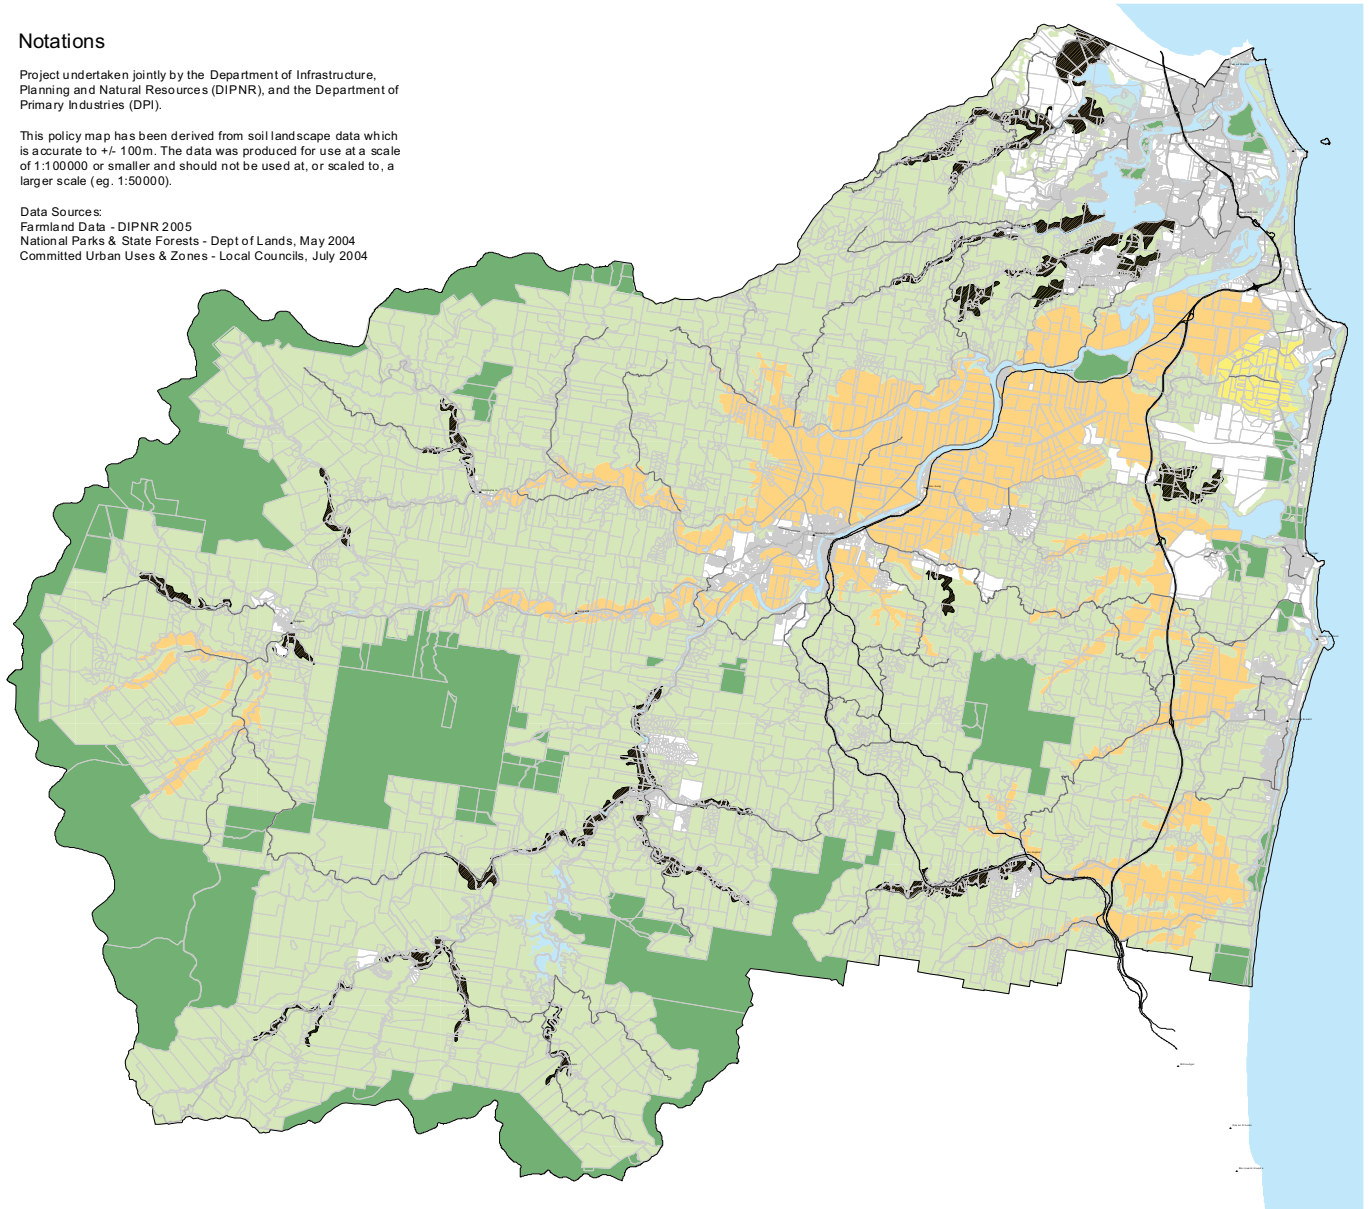 Notations
Project undertaken jointly by the Department of Infrastructure,
Planning and Natural Resources (DIPNR), and the Department of
Primary Industries (DPI).
This policy map has been derived from soil landscape data which
is accurate to +/- 100m. The data was produced for use at a scale
of 1:100000 or smaller and should not be used at, or scaled to, a
larger scale (eg. 1:50000).
Data Sources:
Farmland Data - DIPNR 2005
National Parks & State Forests - Dept of Lands, May 2004
Committed Urban Uses & Zones - Local Councils, July 2004